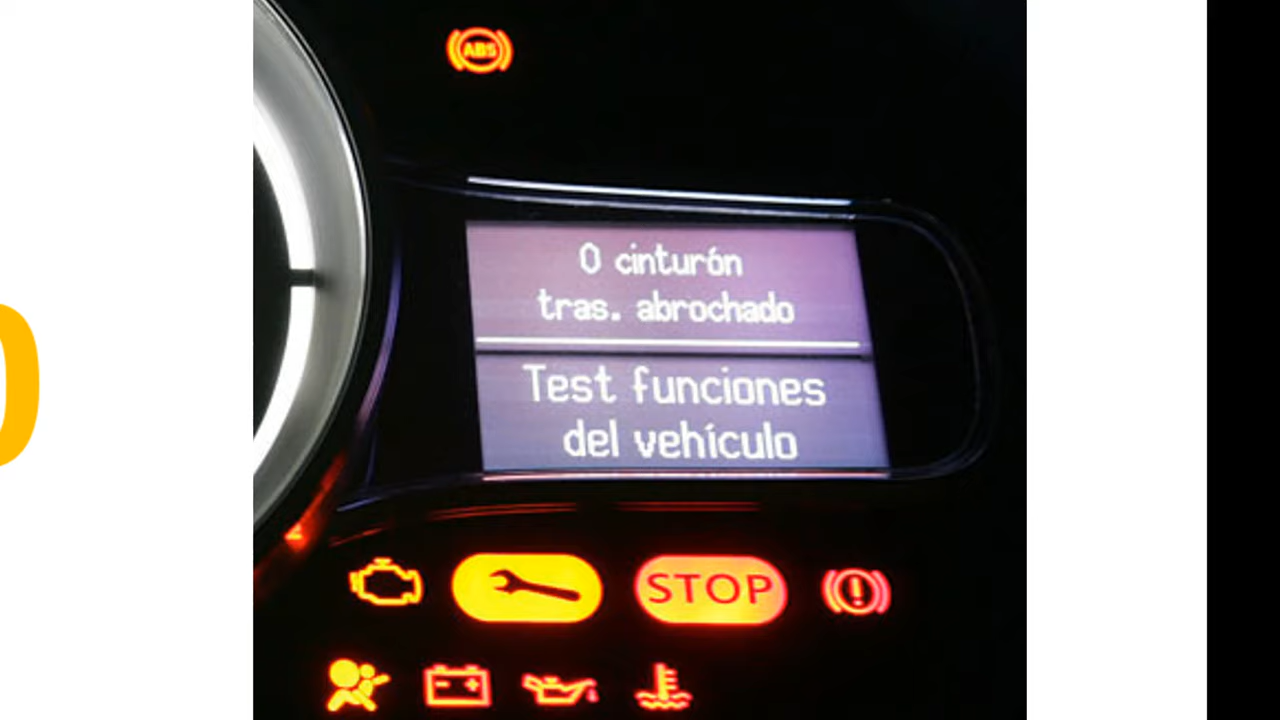 ABS
0 cinturón
tras. abrochado
Test funciones
del vehículo
STOP